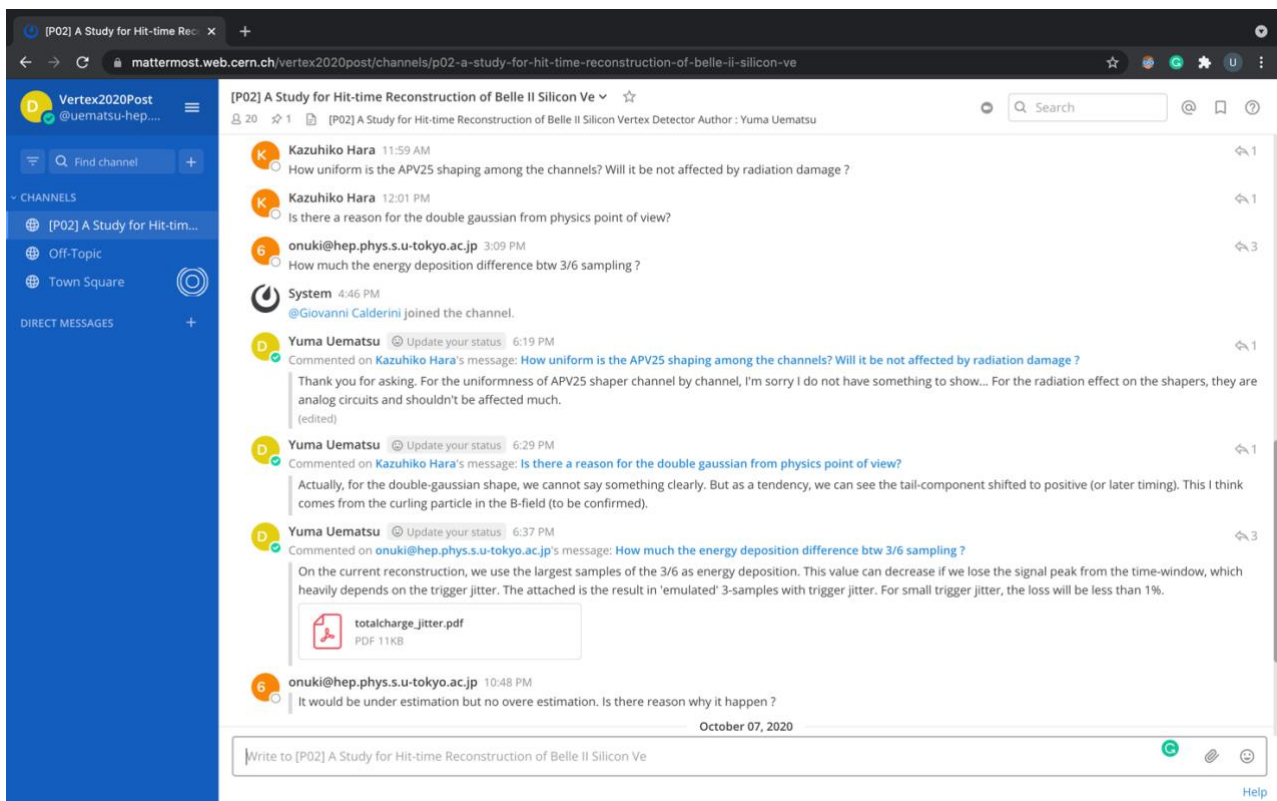 [P02] A Study for Hit-time Rec
mattermost.web.cern.ch/vertex2020post/channels/p02-a-study-for-hit-time-reconstruction-of-belle-ii-silicon-ve
U
D
Vertex2020Post
@uematsu-hep....
Find channel
CHANNELS
[P02] A Study for Hit-tim...
Off-Topic
Town Square
DIRECT MESSAGES
[P02] A Study for Hit-time Reconstruction of Belle II Silicon Ve
20 1 [P02] A Study for Hit-time Reconstruction of Belle II Silicon Vertex Detector Author : Yuma Uematsu
Search
K
Kazuhiko Hara 11:59 AM
1
How uniform is the APV25 shaping among the channels? Will it be not affected by radiation damage ?
K
Kazuhiko Hara 12:01 PM
1
Is there a reason for the double gaussian from physics point of view?
6
onuki@hep.phys.s.u-tokyo.ac.jp 3:09 PM
3
How much the energy deposition difference btw 3/6 sampling ?
System 4:46 PM
@Giovanni Calderini joined the channel.
D
Yuma Uematsu Update your status 6:19 PM
1
Commented on Kazuhiko Hara's message: How uniform is the APV25 shaping among the channels? Will it be not affected by radiation damage ?
Thank you for asking. For the uniformness of APV25 shaper channel by channel, I'm sorry I do not have something to show... For the radiation effect on the shapers, they are
analog circuits and shouldn't be affected much.
(edited)
D
Yuma Uematsu Update your status 6:29 PM
1
Commented on Kazuhiko Hara's message: Is there a reason for the double gaussian from physics point of view?
Actually, for the double-gaussian shape, we cannot say something clearly. But as a tendency, we can see the tail-component shifted to positive (or later timing). This I think
comes from the curling particle in the B-field (to be confirmed).
D
Yuma Uematsu Update your status 6:37 PM
3
Commented on onuki@hep.phys.s.u-tokyo.ac.jp's message: How much the energy deposition difference btw 3/6 sampling ?
On the current reconstruction, we use the largest samples of the 3/6 as energy deposition. This value can decrease if we lose the signal peak from the time-window, which
heavily depends on the trigger jitter. The attached is the result in 'emulated' 3-samples with trigger jitter. For small trigger jitter, the loss will be less than 1%.
totalcharge_jitter.pdf
PDF 11KB
6
onuki@hep.phys.s.u-tokyo.ac.jp 10:48 PM
It would be under estimation but no overe estimation. Is there reason why it happen ?
October 07, 2020
Write to [P02] A Study for Hit-time Reconstruction of Belle II Silicon Ve
Help